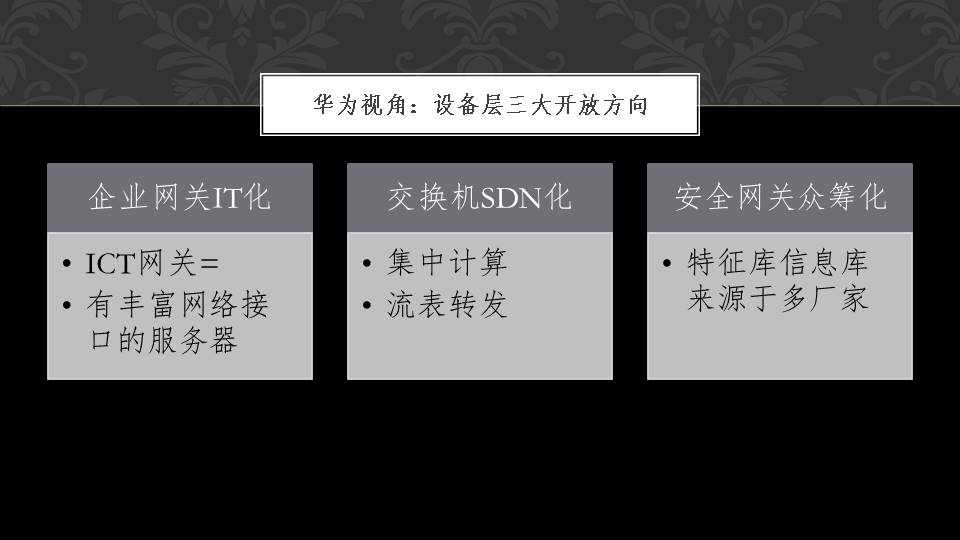 华为视角：设备层三大开放方向
企业网关IT化
• ICT网关=
• 有丰富网络接
口的服务器
交换机SDN化
• 集中计算
• 流表转发
安全网关众筹化
• 特征库信息库
来源于多厂家